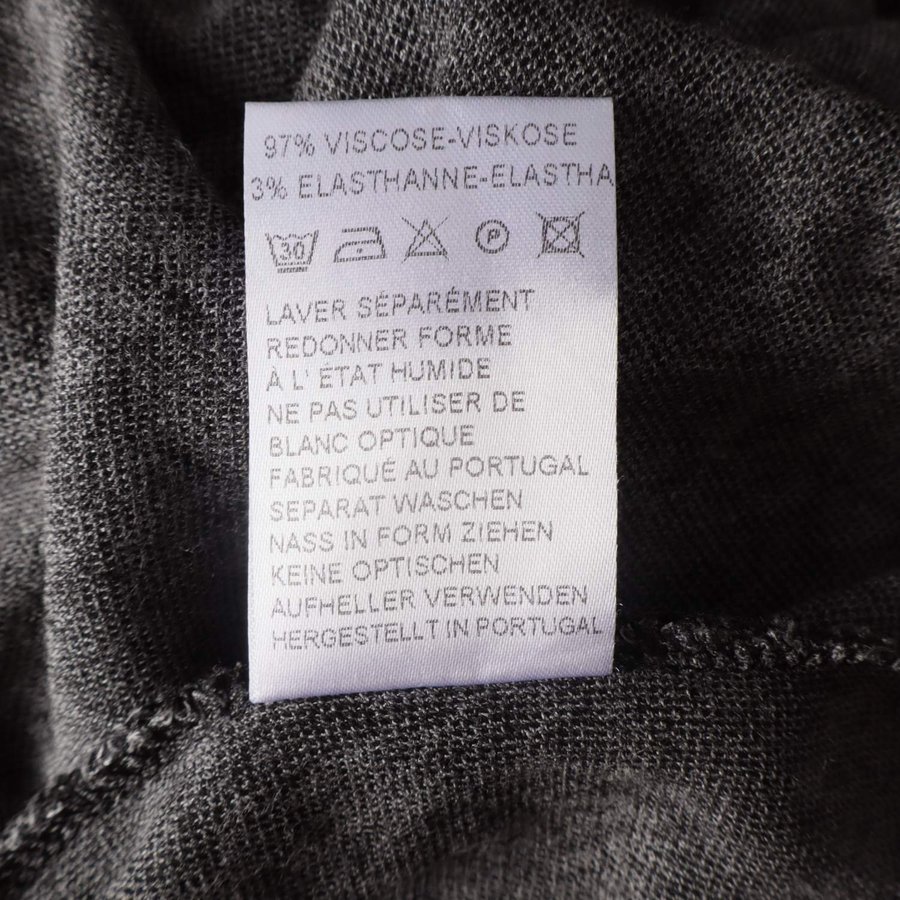 97% VISCOSE-VISKOSE
3% ELASTHANNE-ELASTHA
30 P
LAVER SÉPARÉMENT
REDONNER FORME
À L'ÉTAT HUMIDE
NE PAS UTILISER DE
BLANC OPTIQUE
FABRIQUÉ AU PORTUGAL
SEPARAT WASCHEN
NASS IN FORM ZIEHEN
KEINE OPTISCHEN
AUFHELLER VERWENDEN
HERGESTELLT IN PORTUGAL